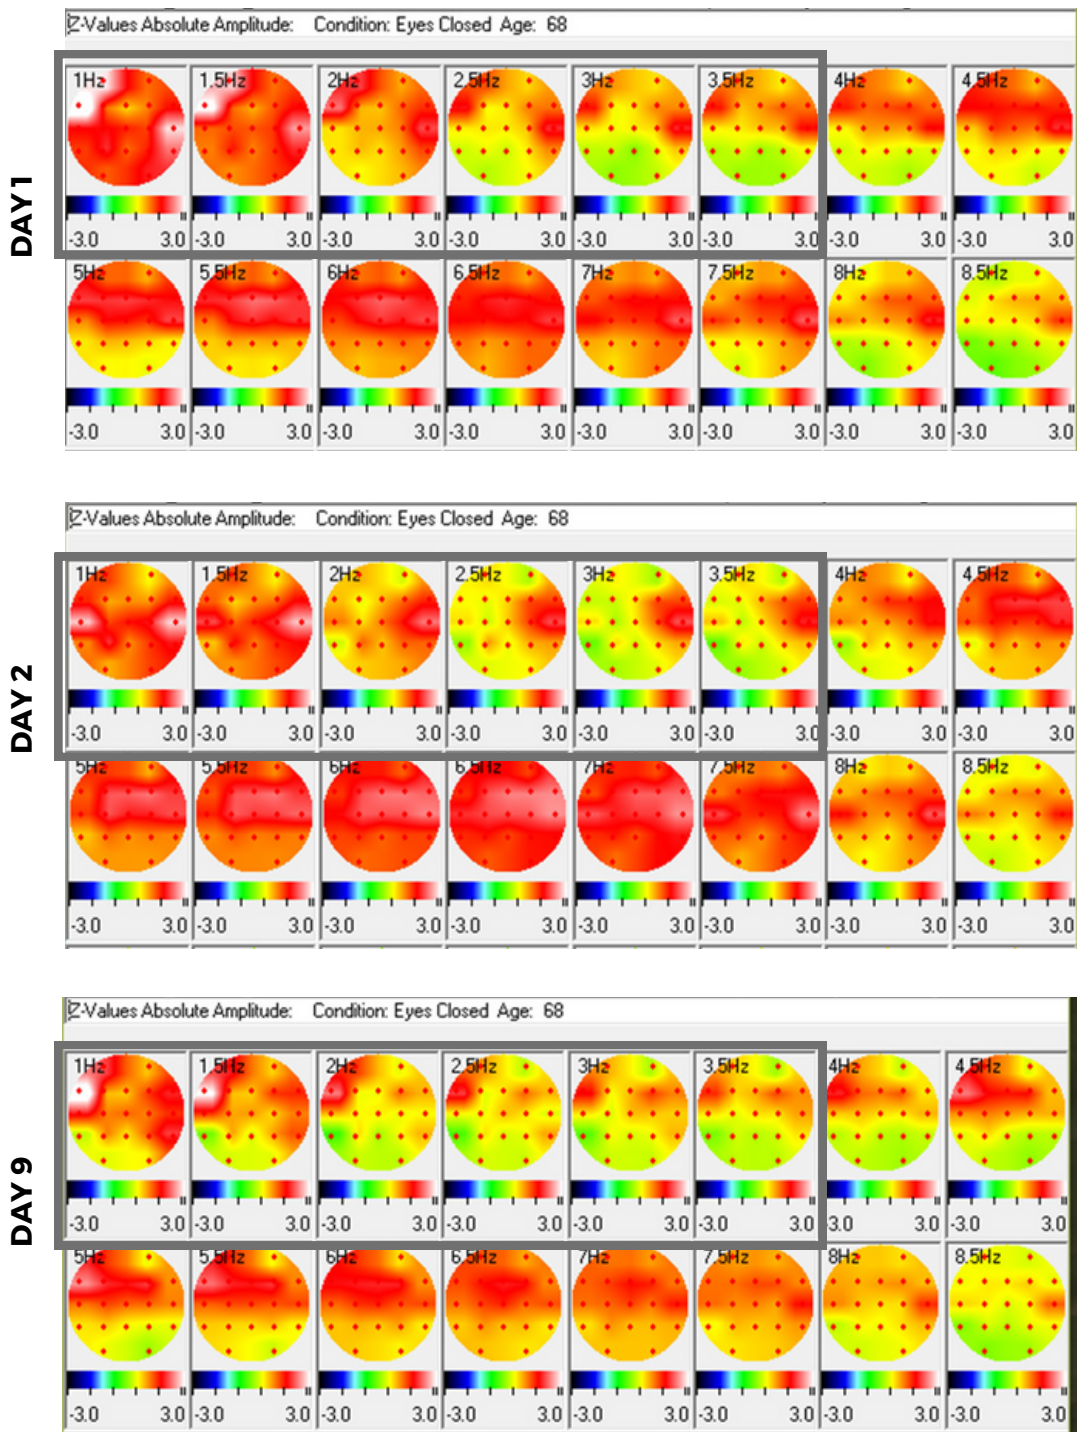 Z-Values Absolute Amplitude: Condition: Eyes Closed Age: 68
DAY 1
1Hz 1.5Hz 2Hz 2.5Hz 3Hz 3.5Hz 4Hz 4.5Hz
-3.0 3.0 -3.0 3.0 -3.0 3.0 -3.0 3.0 -3.0 3.0 -3.0 3.0 -3.0 3.0 -3.0 3.0
5Hz 5.5Hz 6Hz 6.5Hz 7Hz 7.5Hz 8Hz 8.5Hz
-3.0 3.0 -3.0 3.0 -3.0 3.0 -3.0 3.0 -3.0 3.0 -3.0 3.0 -3.0 3.0 -3.0 3.0
Z-Values Absolute Amplitude: Condition: Eyes Closed Age: 68
DAY 2
1Hz 1.5Hz 2Hz 2.5Hz 3Hz 3.5Hz 4Hz 4.5Hz
-3.0 3.0 -3.0 3.0 -3.0 3.0 -3.0 3.0 -3.0 3.0 -3.0 3.0 -3.0 3.0 -3.0 3.0
5Hz 5.5Hz 6Hz 6.5Hz 7Hz 7.5Hz 8Hz 8.5Hz
-3.0 3.0 -3.0 3.0 -3.0 3.0 -3.0 3.0 -3.0 3.0 -3.0 3.0 -3.0 3.0 -3.0 3.0
Z-Values Absolute Amplitude: Condition: Eyes Closed Age: 68
DAY 9
1Hz 1.5Hz 2Hz 2.5Hz 3Hz 3.5Hz 4Hz 4.5Hz
-3.0 3.0 -3.0 3.0 -3.0 3.0 -3.0 3.0 -3.0 3.0 -3.0 3.0 -3.0 3.0 -3.0 3.0
5Hz 5.5Hz 6Hz 6.5Hz 7Hz 7.5Hz 8Hz 8.5Hz
-3.0 3.0 -3.0 3.0 -3.0 3.0 -3.0 3.0 -3.0 3.0 -3.0 3.0 -3.0 3.0 -3.0 3.0